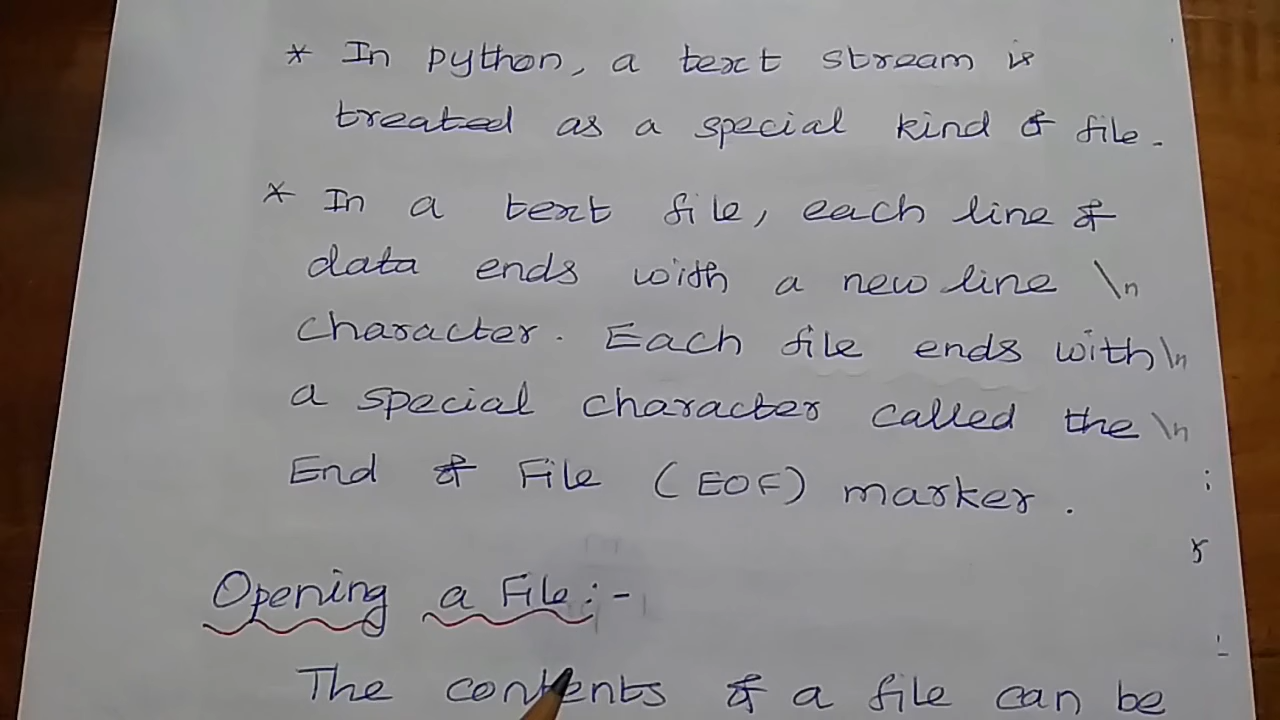 * In python, a text stream is
treated as a special kind of file.
* In a text file, each line of
data ends with a new line \n
character. Each file ends with \n
a special character called the \n
End of File (EOF) marker.
Opening a File:-
The contents of a file can be